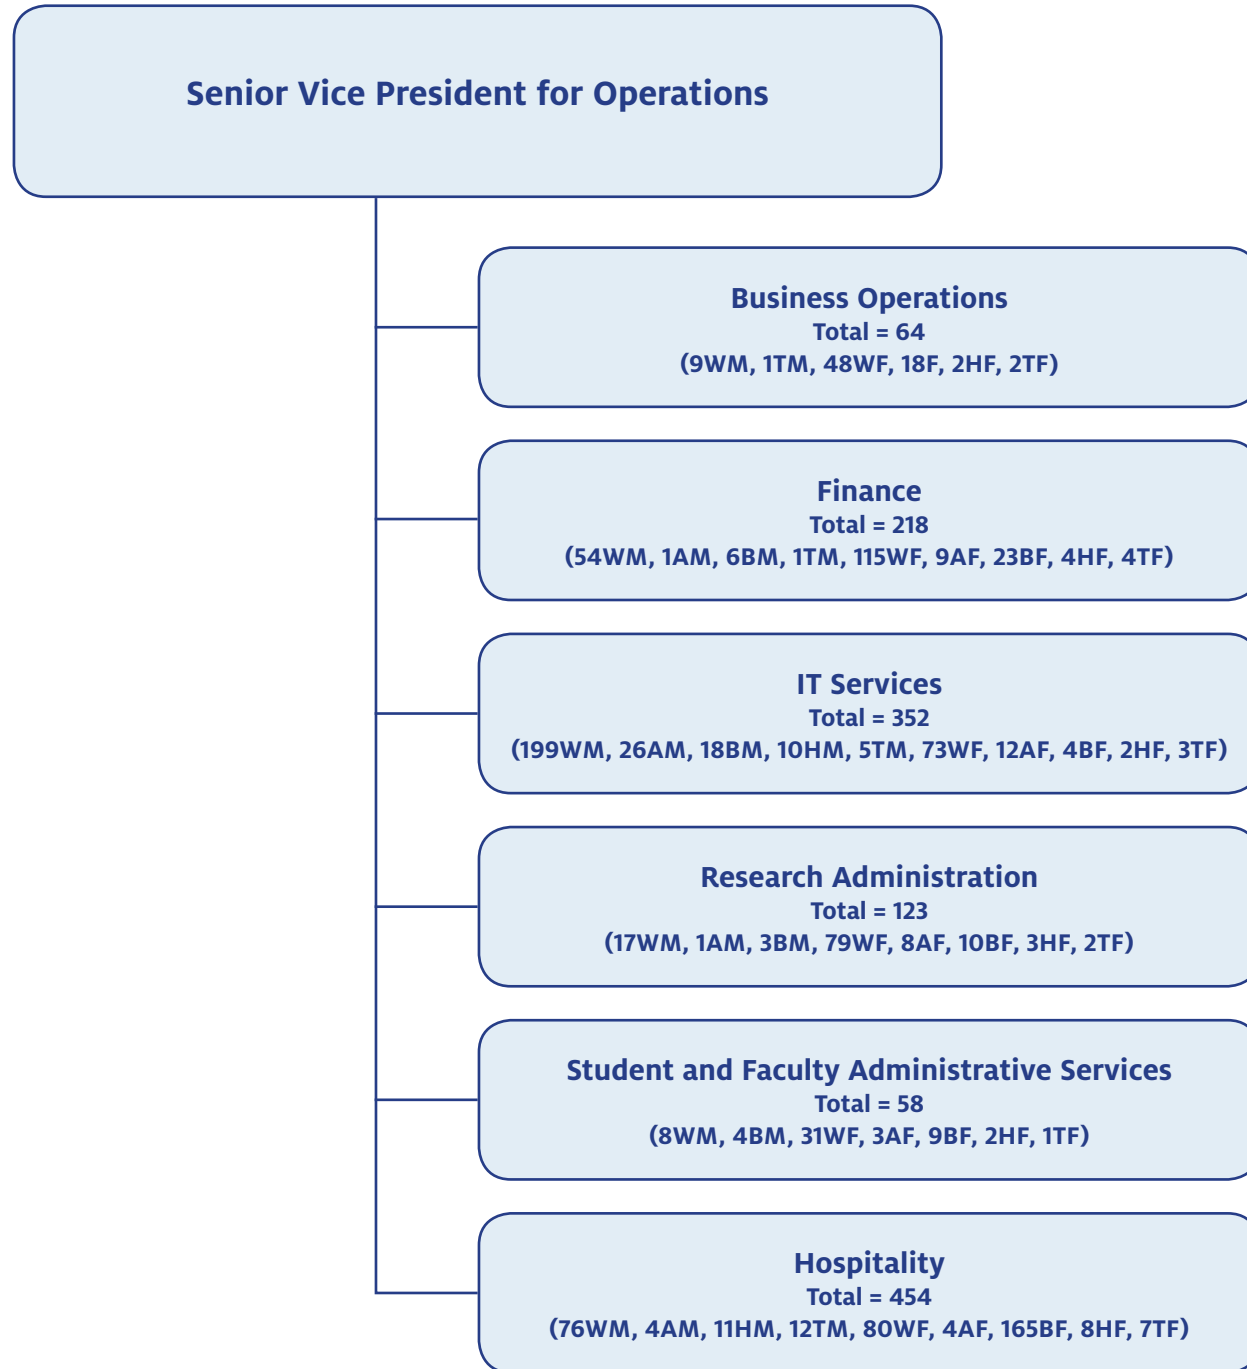 Senior Vice President for Operations
Business Operations
Total = 64
(9WM, 1TM, 48WF, 18F, 2HF, 2TF)
Finance
Total = 218
(54WM, 1AM, 6BM, 1TM, 115WF, 9AF, 23BF, 4HF, 4TF)
IT Services
Total = 352
(199WM, 26AM, 18BM, 10HM, 5TM, 73WF, 12AF, 4BF, 2HF, 3TF)
Research Administration
Total = 123
(17WM, 1AM, 3BM, 79WF, 8AF, 10BF, 3HF, 2TF)
Student and Faculty Administrative Services
Total = 58
(8WM, 4BM, 31WF, 3AF, 9BF, 2HF, 1TF)
Hospitality
Total = 454
(76WM, 4AM, 11HM, 12TM, 80WF, 4AF, 165BF, 8HF, 7TF)